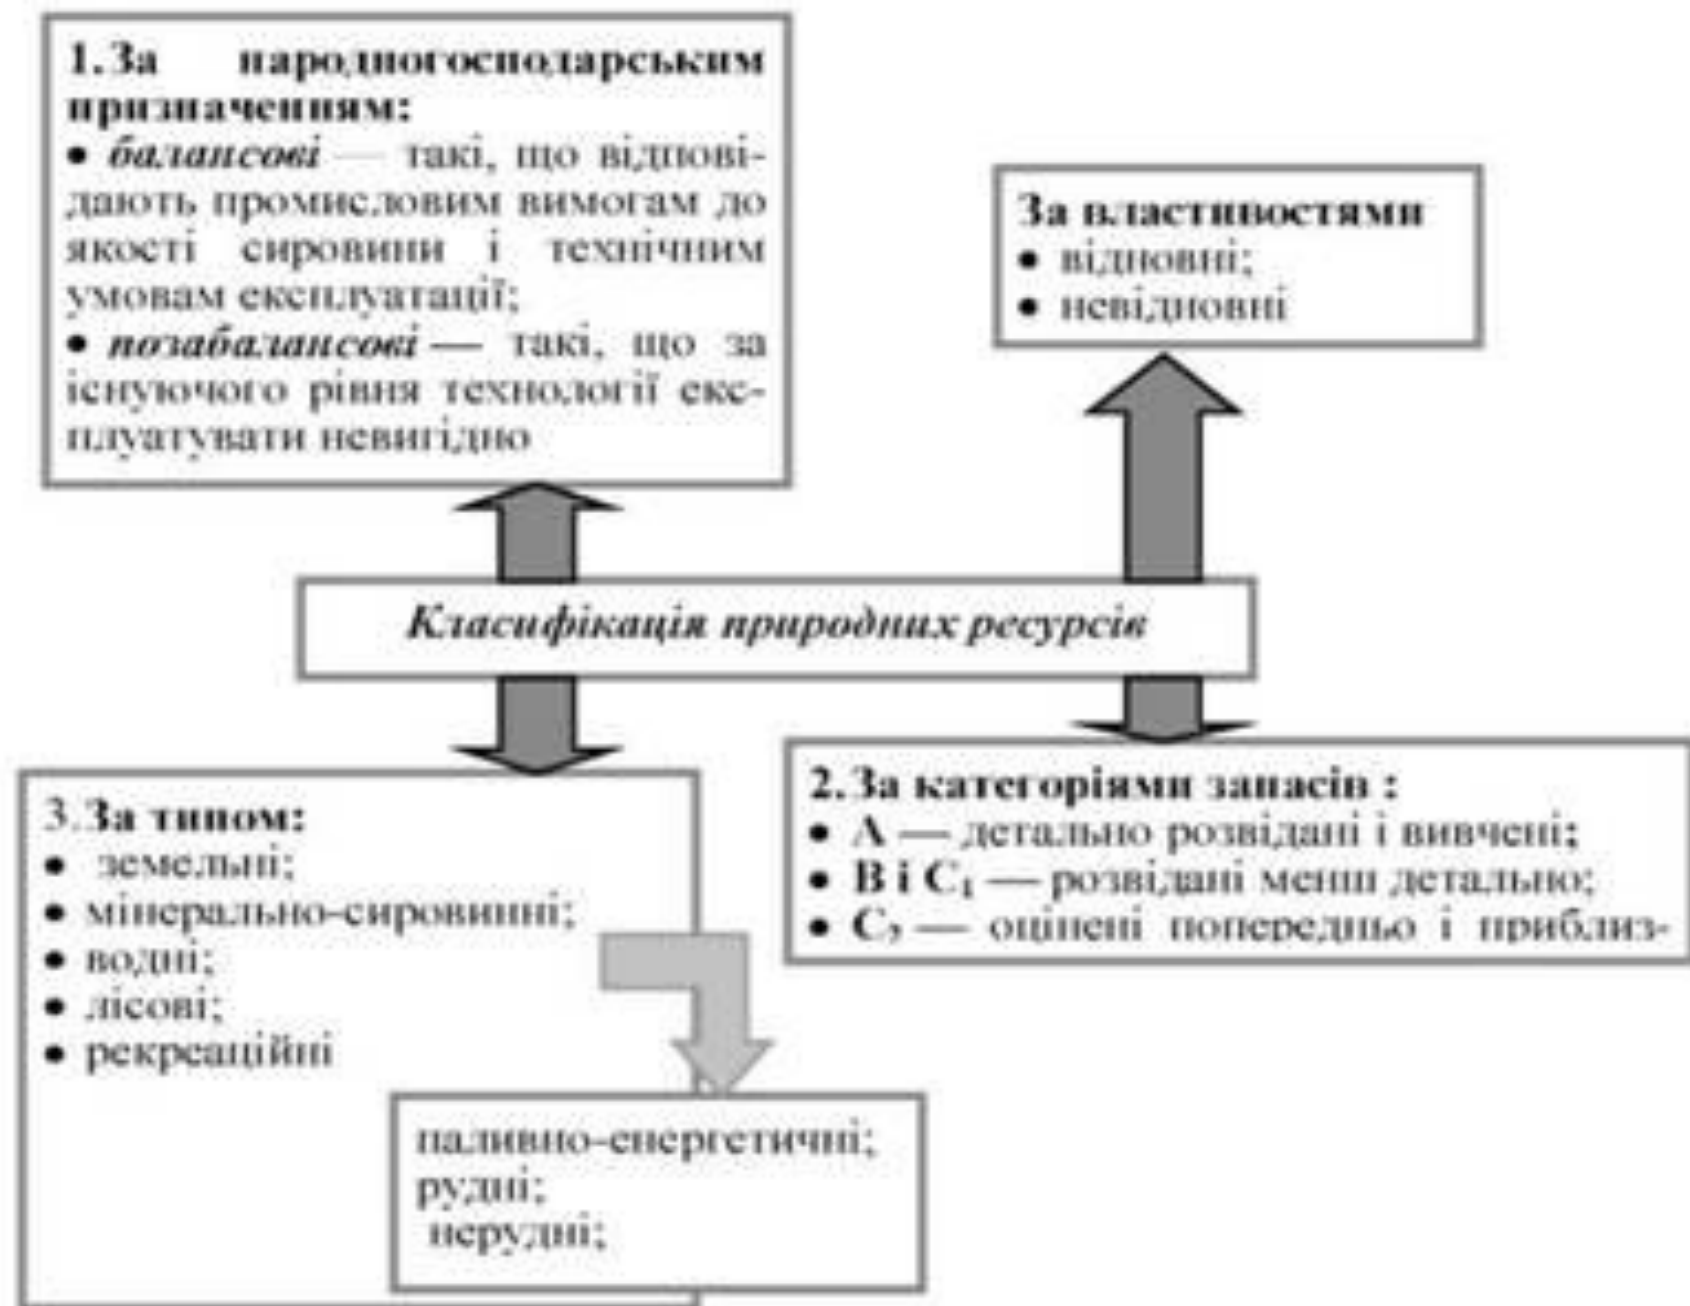 1. За народногосподарським
призначенням:
• балансові — такі, що відпові-
дають промисловим вимогам до
якості сировини і технічним
умовам експлуатації;
• позабалансові — такі, що за
існуючого рівня технології екс-
плуатувати невигідно
За властивостями
• відновні;
• невідновні
Класифікація природних ресурсів
3. За типом:
• земельні;
• мінерально-сировинні;
• водні;
• лісові;
• рекреаційні
паливно-енергетичні;
рудні;
нерудні;
2. За категоріями запасів :
• А — детально розвідані і вивчені;
• В і С₁ — розвідані менш детально;
• С₂ — оцінені попередньо і приблиз-